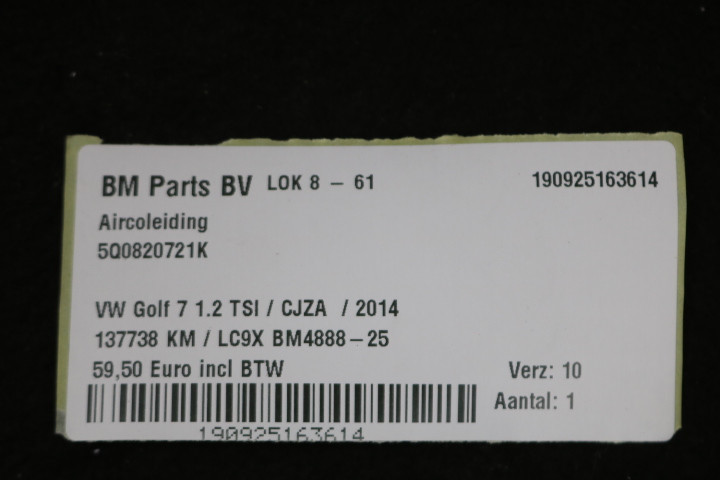 BM Parts BV LOK 8 – 61 190925163614
Aircoleiding
5Q0820721K
VW Golf 7 1.2 TSI / CJZA / 2014
137738 KM / LC9X BM4888–25
59,50 Euro incl BTW Verz: 10
Aantal: 1
190925163614